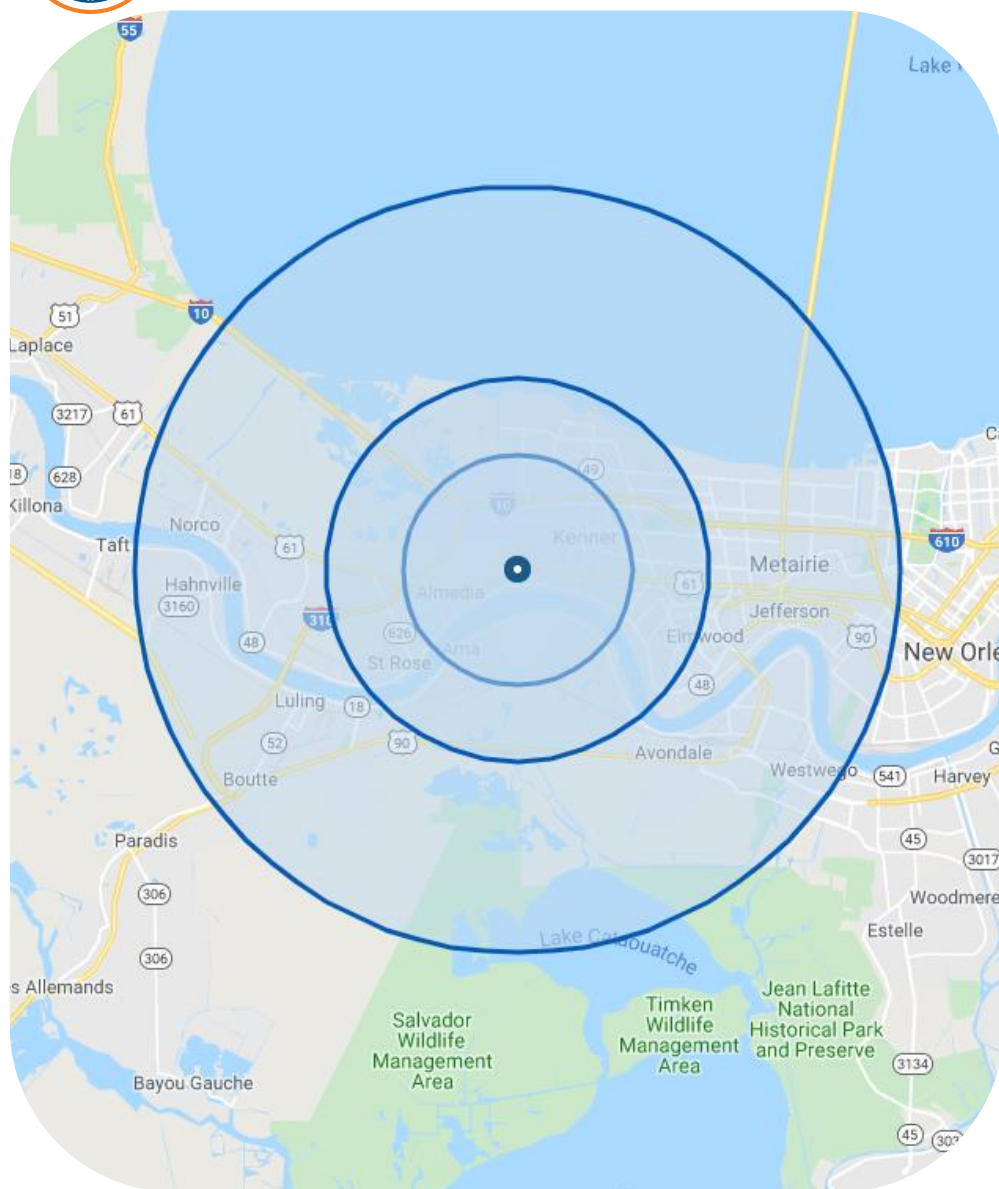 55
Lake
10
51
Laplace
3217
61
49
18
628
Killona
10
Norco
Kenner
Taft
61
610
Metairie
Hahnville
61
Almedia
3160
Jefferson
310
626
48
Elmwood
90
Ama
St Rose
New Orle
48
Luling
18
52
90
Avondale
Boutte
Westwego
541
Harvey
Paradis
45
3017
306
Woodmere
Estelle
Lake Cataouatche
306
s Allemands
Jean Lafitte
National
Historical Park
and Preserve
Timken
Wildlife
Management
Area
Salvador
Wildlife
Management
Area
3134
Bayou Gauche
45